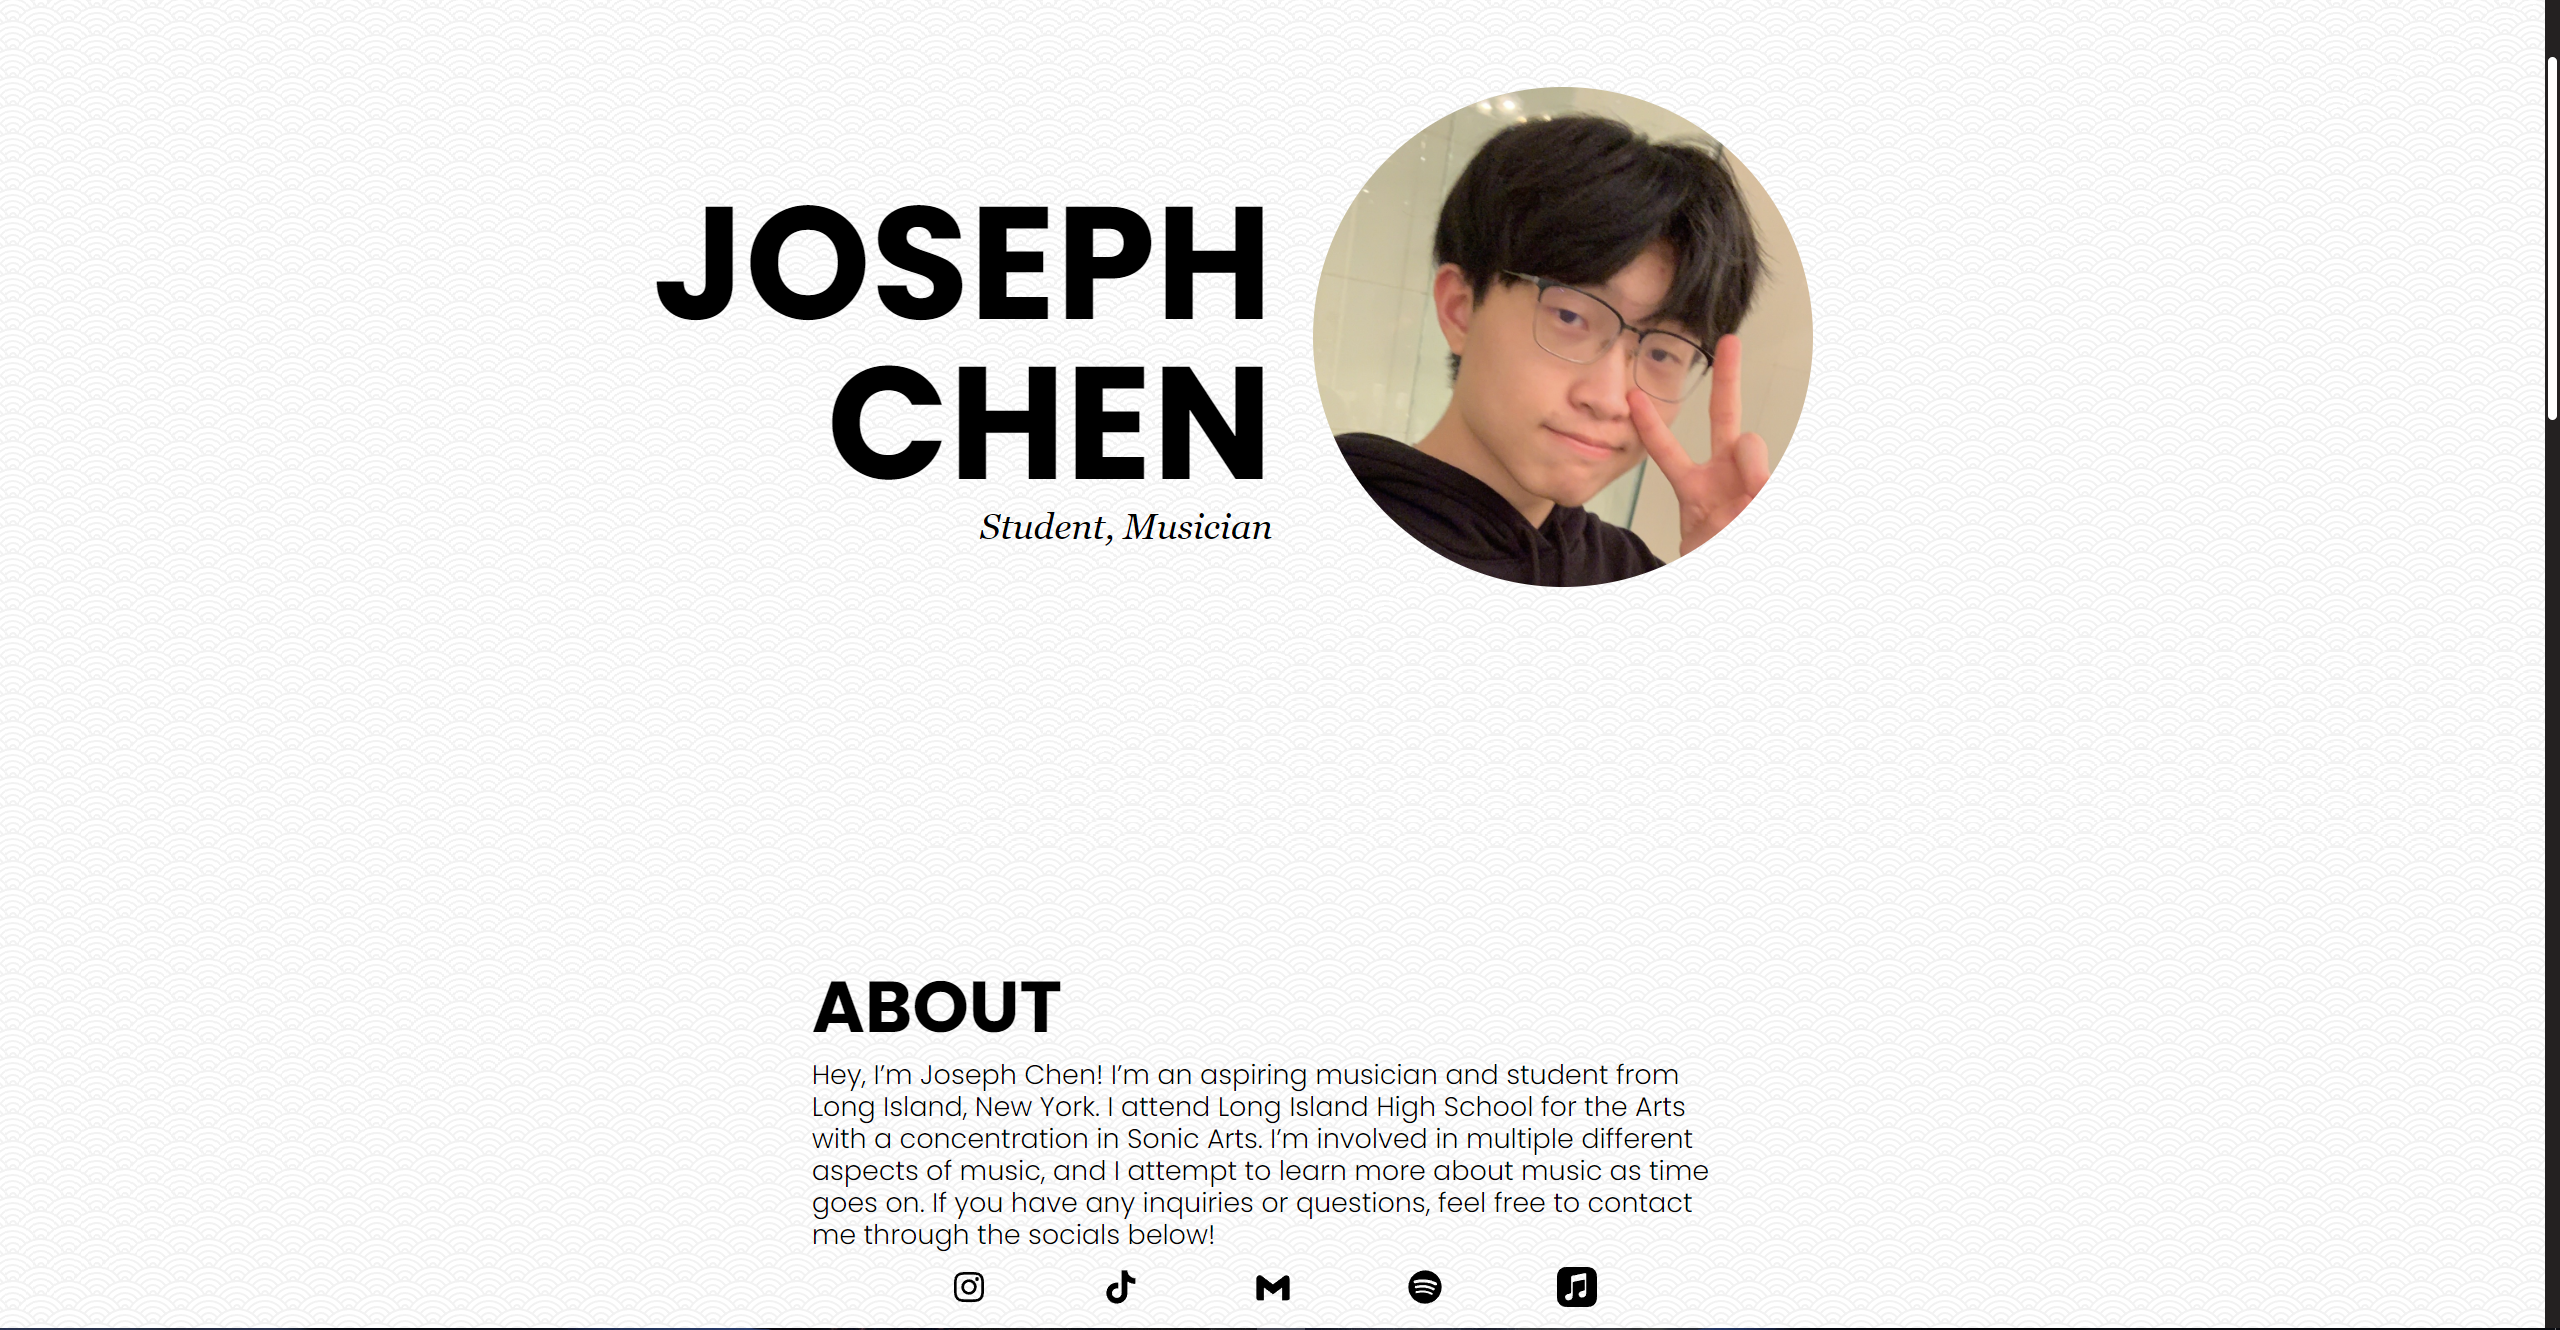 JOSEPH
CHEN
Student, Musician
ABOUT
Hey, I’m Joseph Chen! I’m an aspiring musician and student from
Long Island, New York. I attend Long Island High School for the Arts
with a concentration in Sonic Arts. I’m involved in multiple different
aspects of music, and I attempt to learn more about music as time
goes on. If you have any inquiries or questions, feel free to contact
me through the socials below!